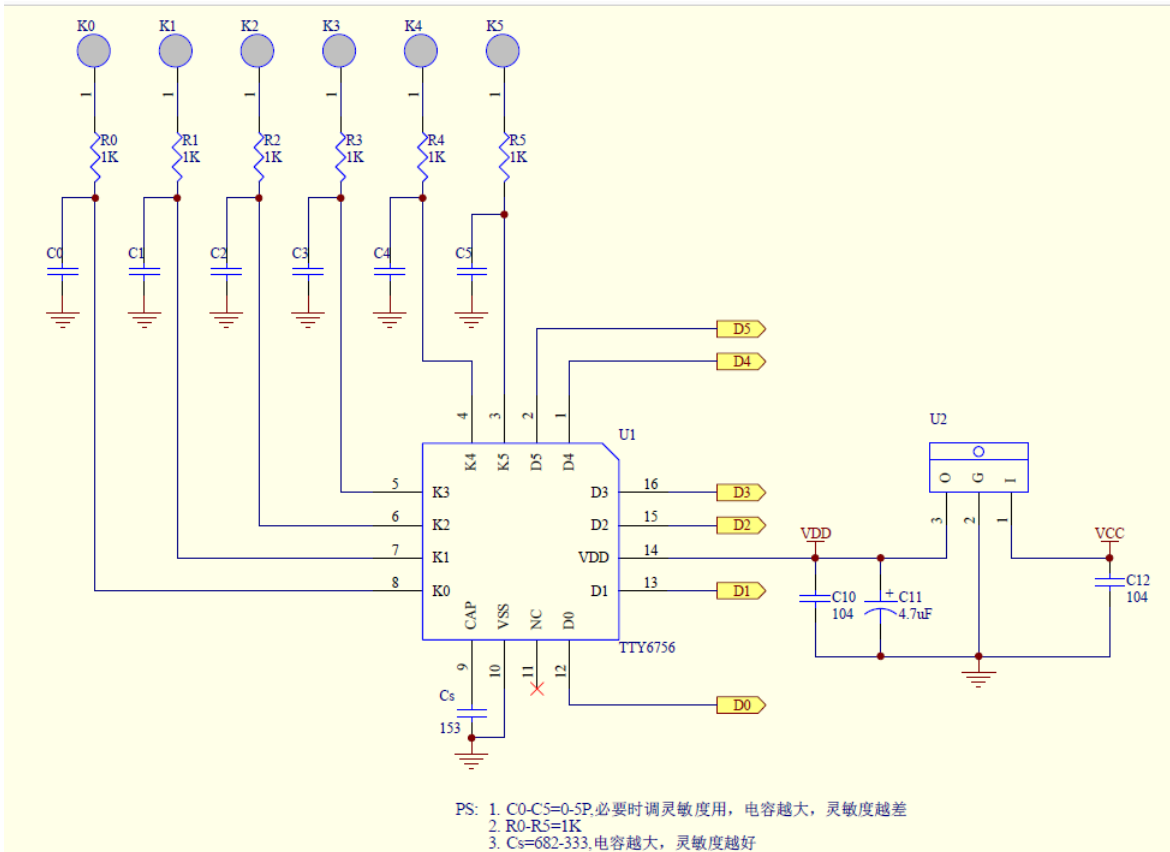 K0 K1 K2 K3 K4 K5
1 1 1 1 1 1
R0 R1 R2 R3 R4 R5
1K 1K 1K 1K 1K 1K
C0 C1 C2 C3 C4 C5
D5
D4
4 3 2 1
U1
U2
K4 K5 D5 D4
O G I
5 K3 D3 16 D3
3 2 1
6 K2 D2 15 D2
VDD VCC
7 K1 VDD 14
8 K0 D1 13 D1
C10 104
C11 4.7uF
+
C12 104
CAP VSS NC D0
TTY6756
9 10 11 12
Cs
153
D0
PS: 1. C0-C5=0-5P,必要时调灵敏度用，电容越大，灵敏度越差
2. R0-R5=1K
3. Cs=682-333,电容越大，灵敏度越好